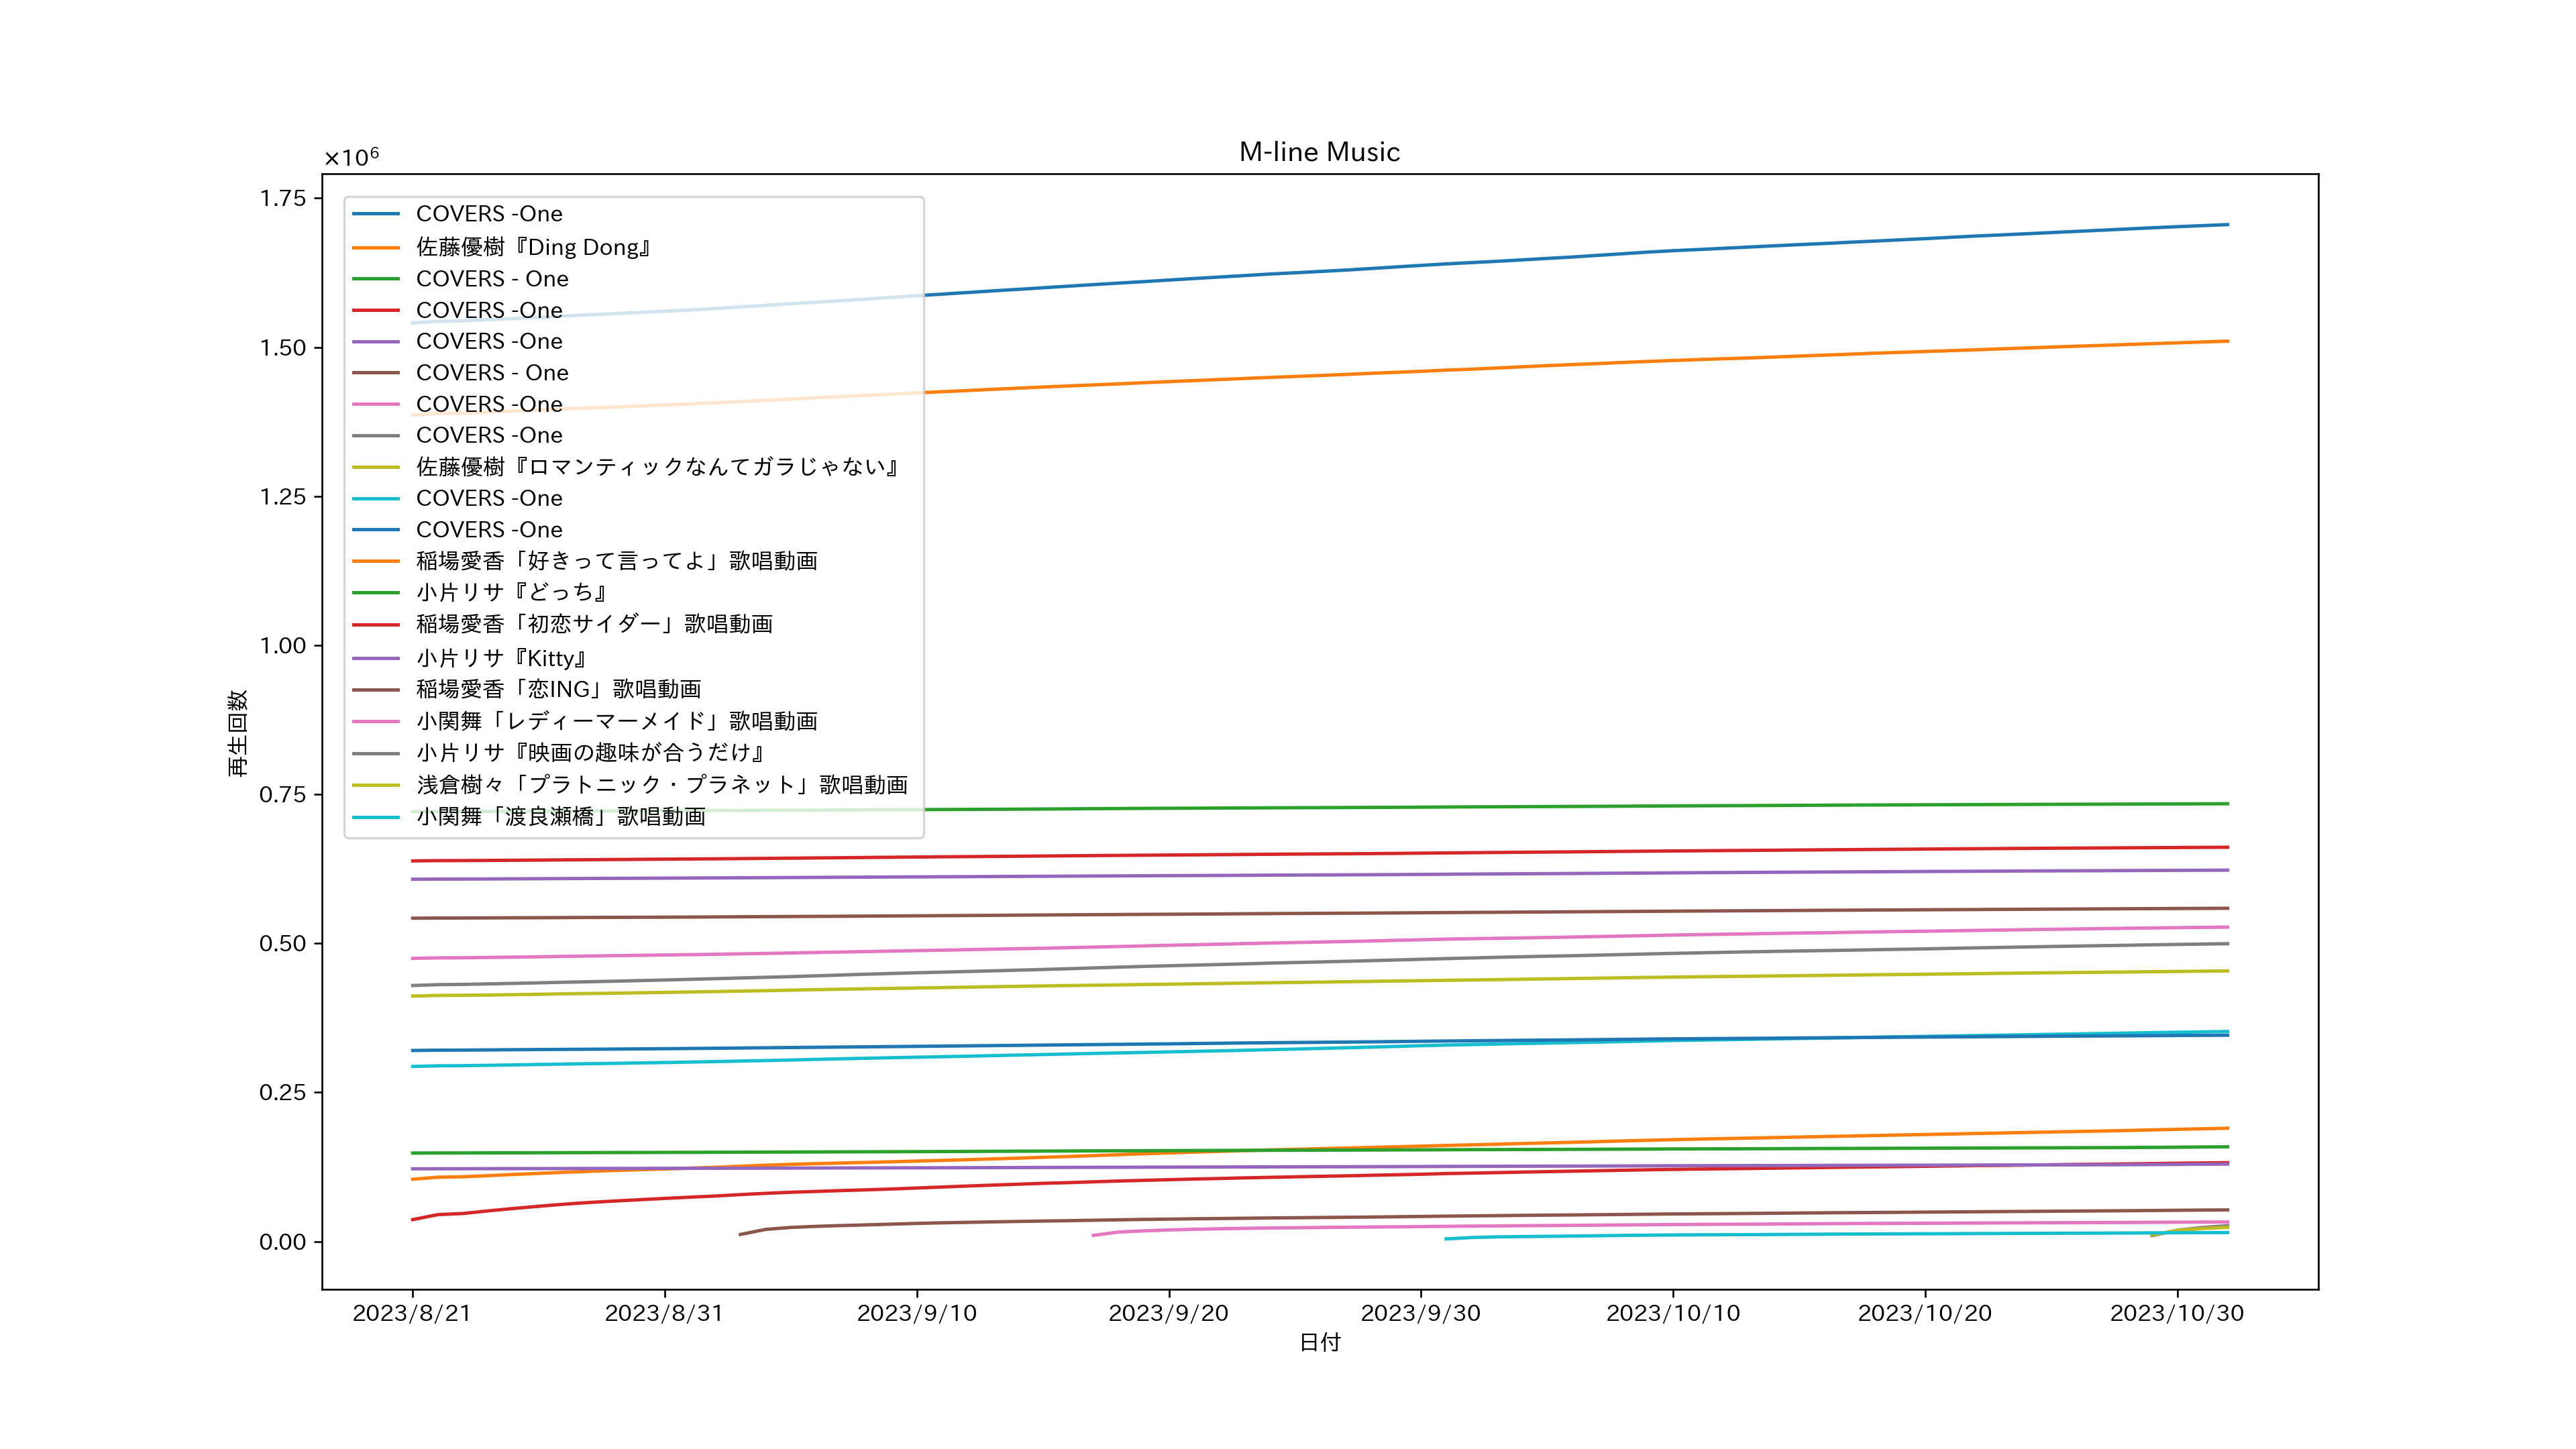 M-line Music
×10⁶
1.75
1.50
1.25
1.00
0.75
0.50
0.25
0.00
再生回数
COVERS -One
佐藤優樹『Ding Dong』
COVERS - One
COVERS -One
COVERS -One
COVERS - One
COVERS -One
COVERS -One
佐藤優樹『ロマンティックなんてガラじゃない』
COVERS -One
COVERS -One
稲場愛香「好きって言ってよ」歌唱動画
小片リサ『どっち』
稲場愛香「初恋サイダー」歌唱動画
小片リサ『Kitty』
稲場愛香「恋ING」歌唱動画
小関舞「レディーマーメイド」歌唱動画
小片リサ『映画の趣味が合うだけ』
浅倉樹々「プラトニック・プラネット」歌唱動画
小関舞「渡良瀬橋」歌唱動画
2023/8/21 2023/8/31 2023/9/10 2023/9/20 2023/9/30 2023/10/10 2023/10/20 2023/10/30
日付